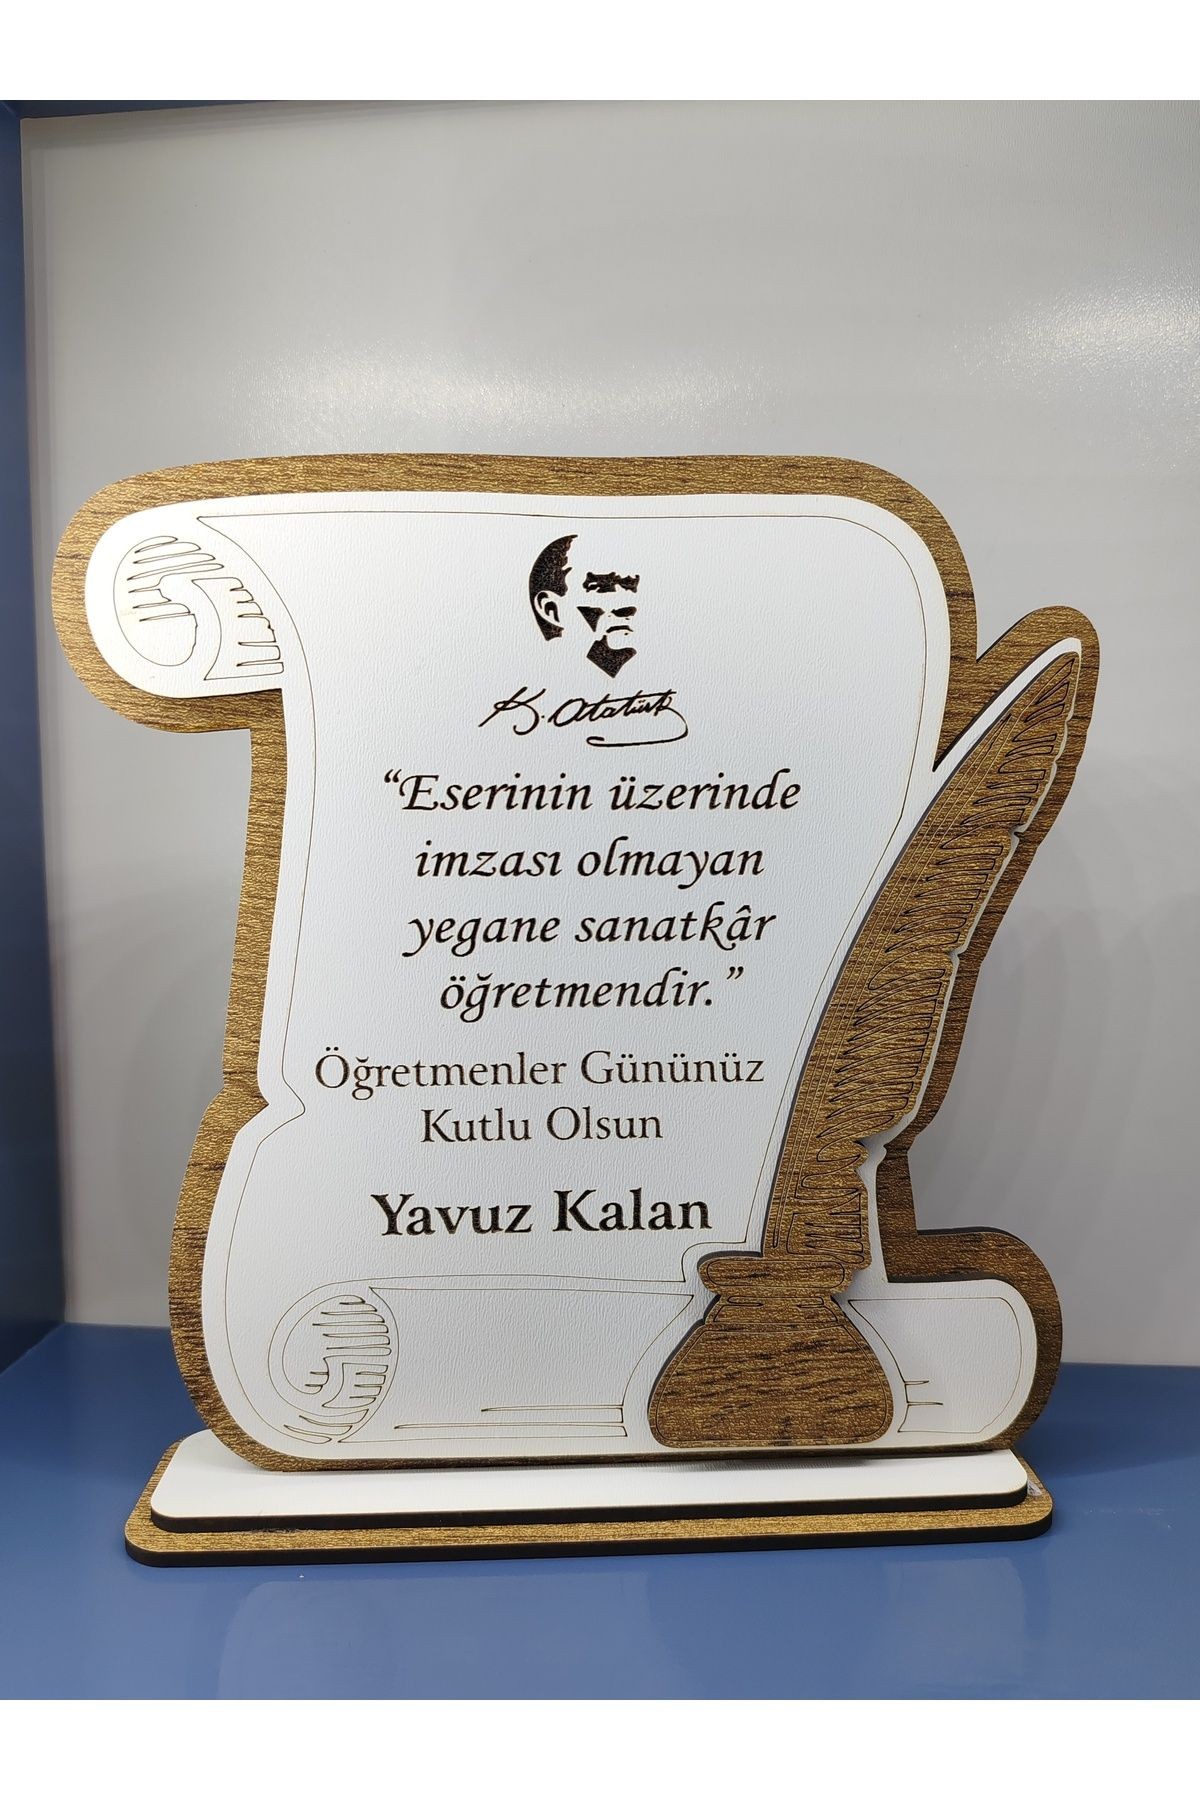 K. Atatürk
“Eserinin üzerinde
imzası olmayan
yegane sanatkâr
öğretmendir.”
Öğretmenler Gününüz
Kutlu Olsun
Yavuz Kalan